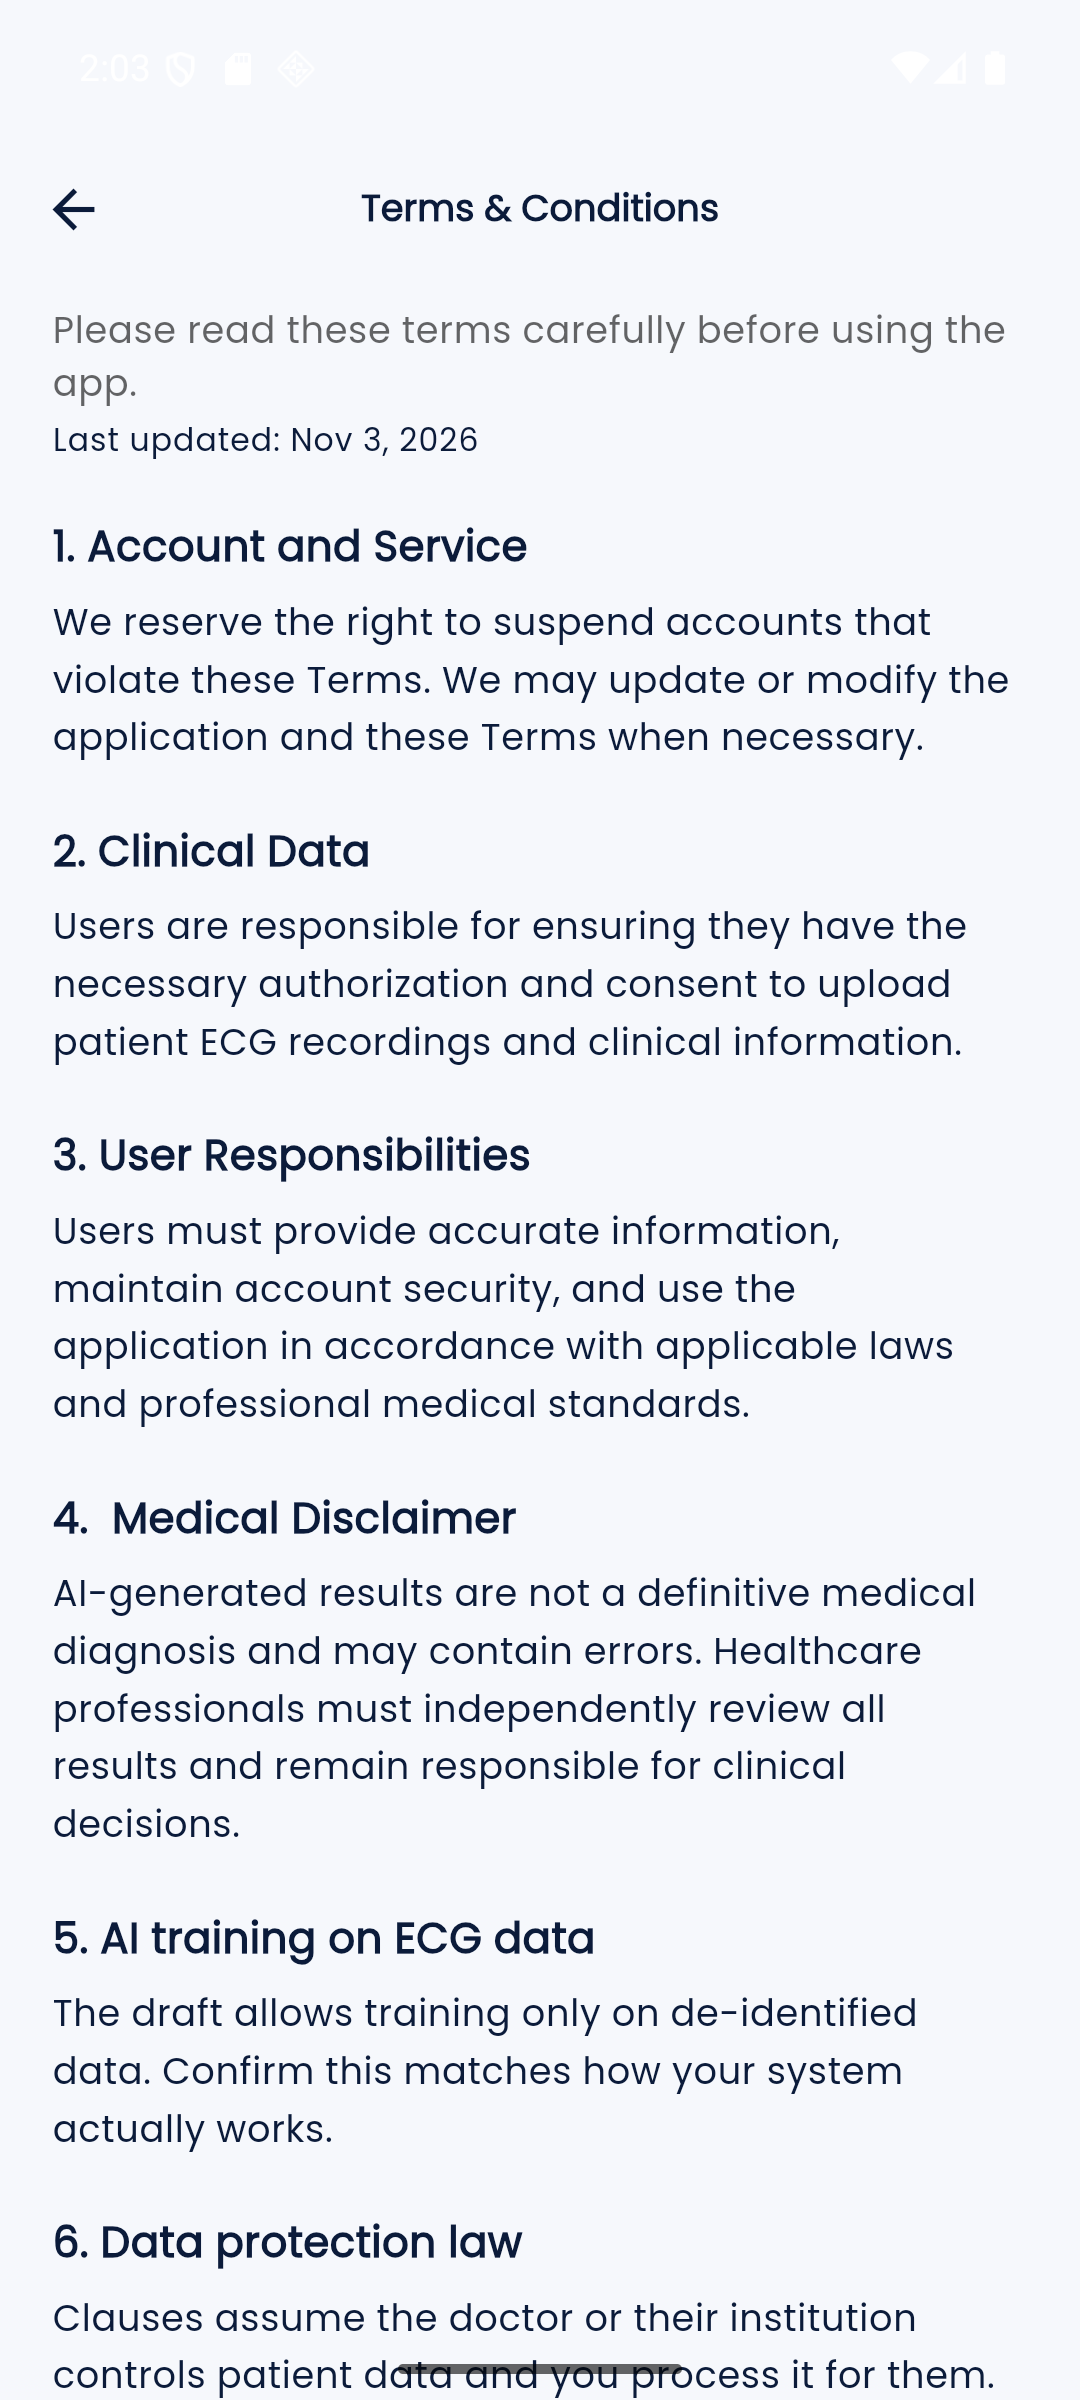 2:03
Terms & Conditions
Please read these terms carefully before using the
app.
Last updated: Nov 3, 2026
1. Account and Service
We reserve the right to suspend accounts that
violate these Terms. We may update or modify the
application and these Terms when necessary.
2. Clinical Data
Users are responsible for ensuring they have the
necessary authorization and consent to upload
patient ECG recordings and clinical information.
3. User Responsibilities
Users must provide accurate information,
maintain account security, and use the
application in accordance with applicable laws
and professional medical standards.
4.  Medical Disclaimer
AI-generated results are not a definitive medical
diagnosis and may contain errors. Healthcare
professionals must independently review all
results and remain responsible for clinical
decisions.
5. AI training on ECG data
The draft allows training only on de-identified
data. Confirm this matches how your system
actually works.
6. Data protection law
Clauses assume the doctor or their institution
controls patient data and you process it for them.